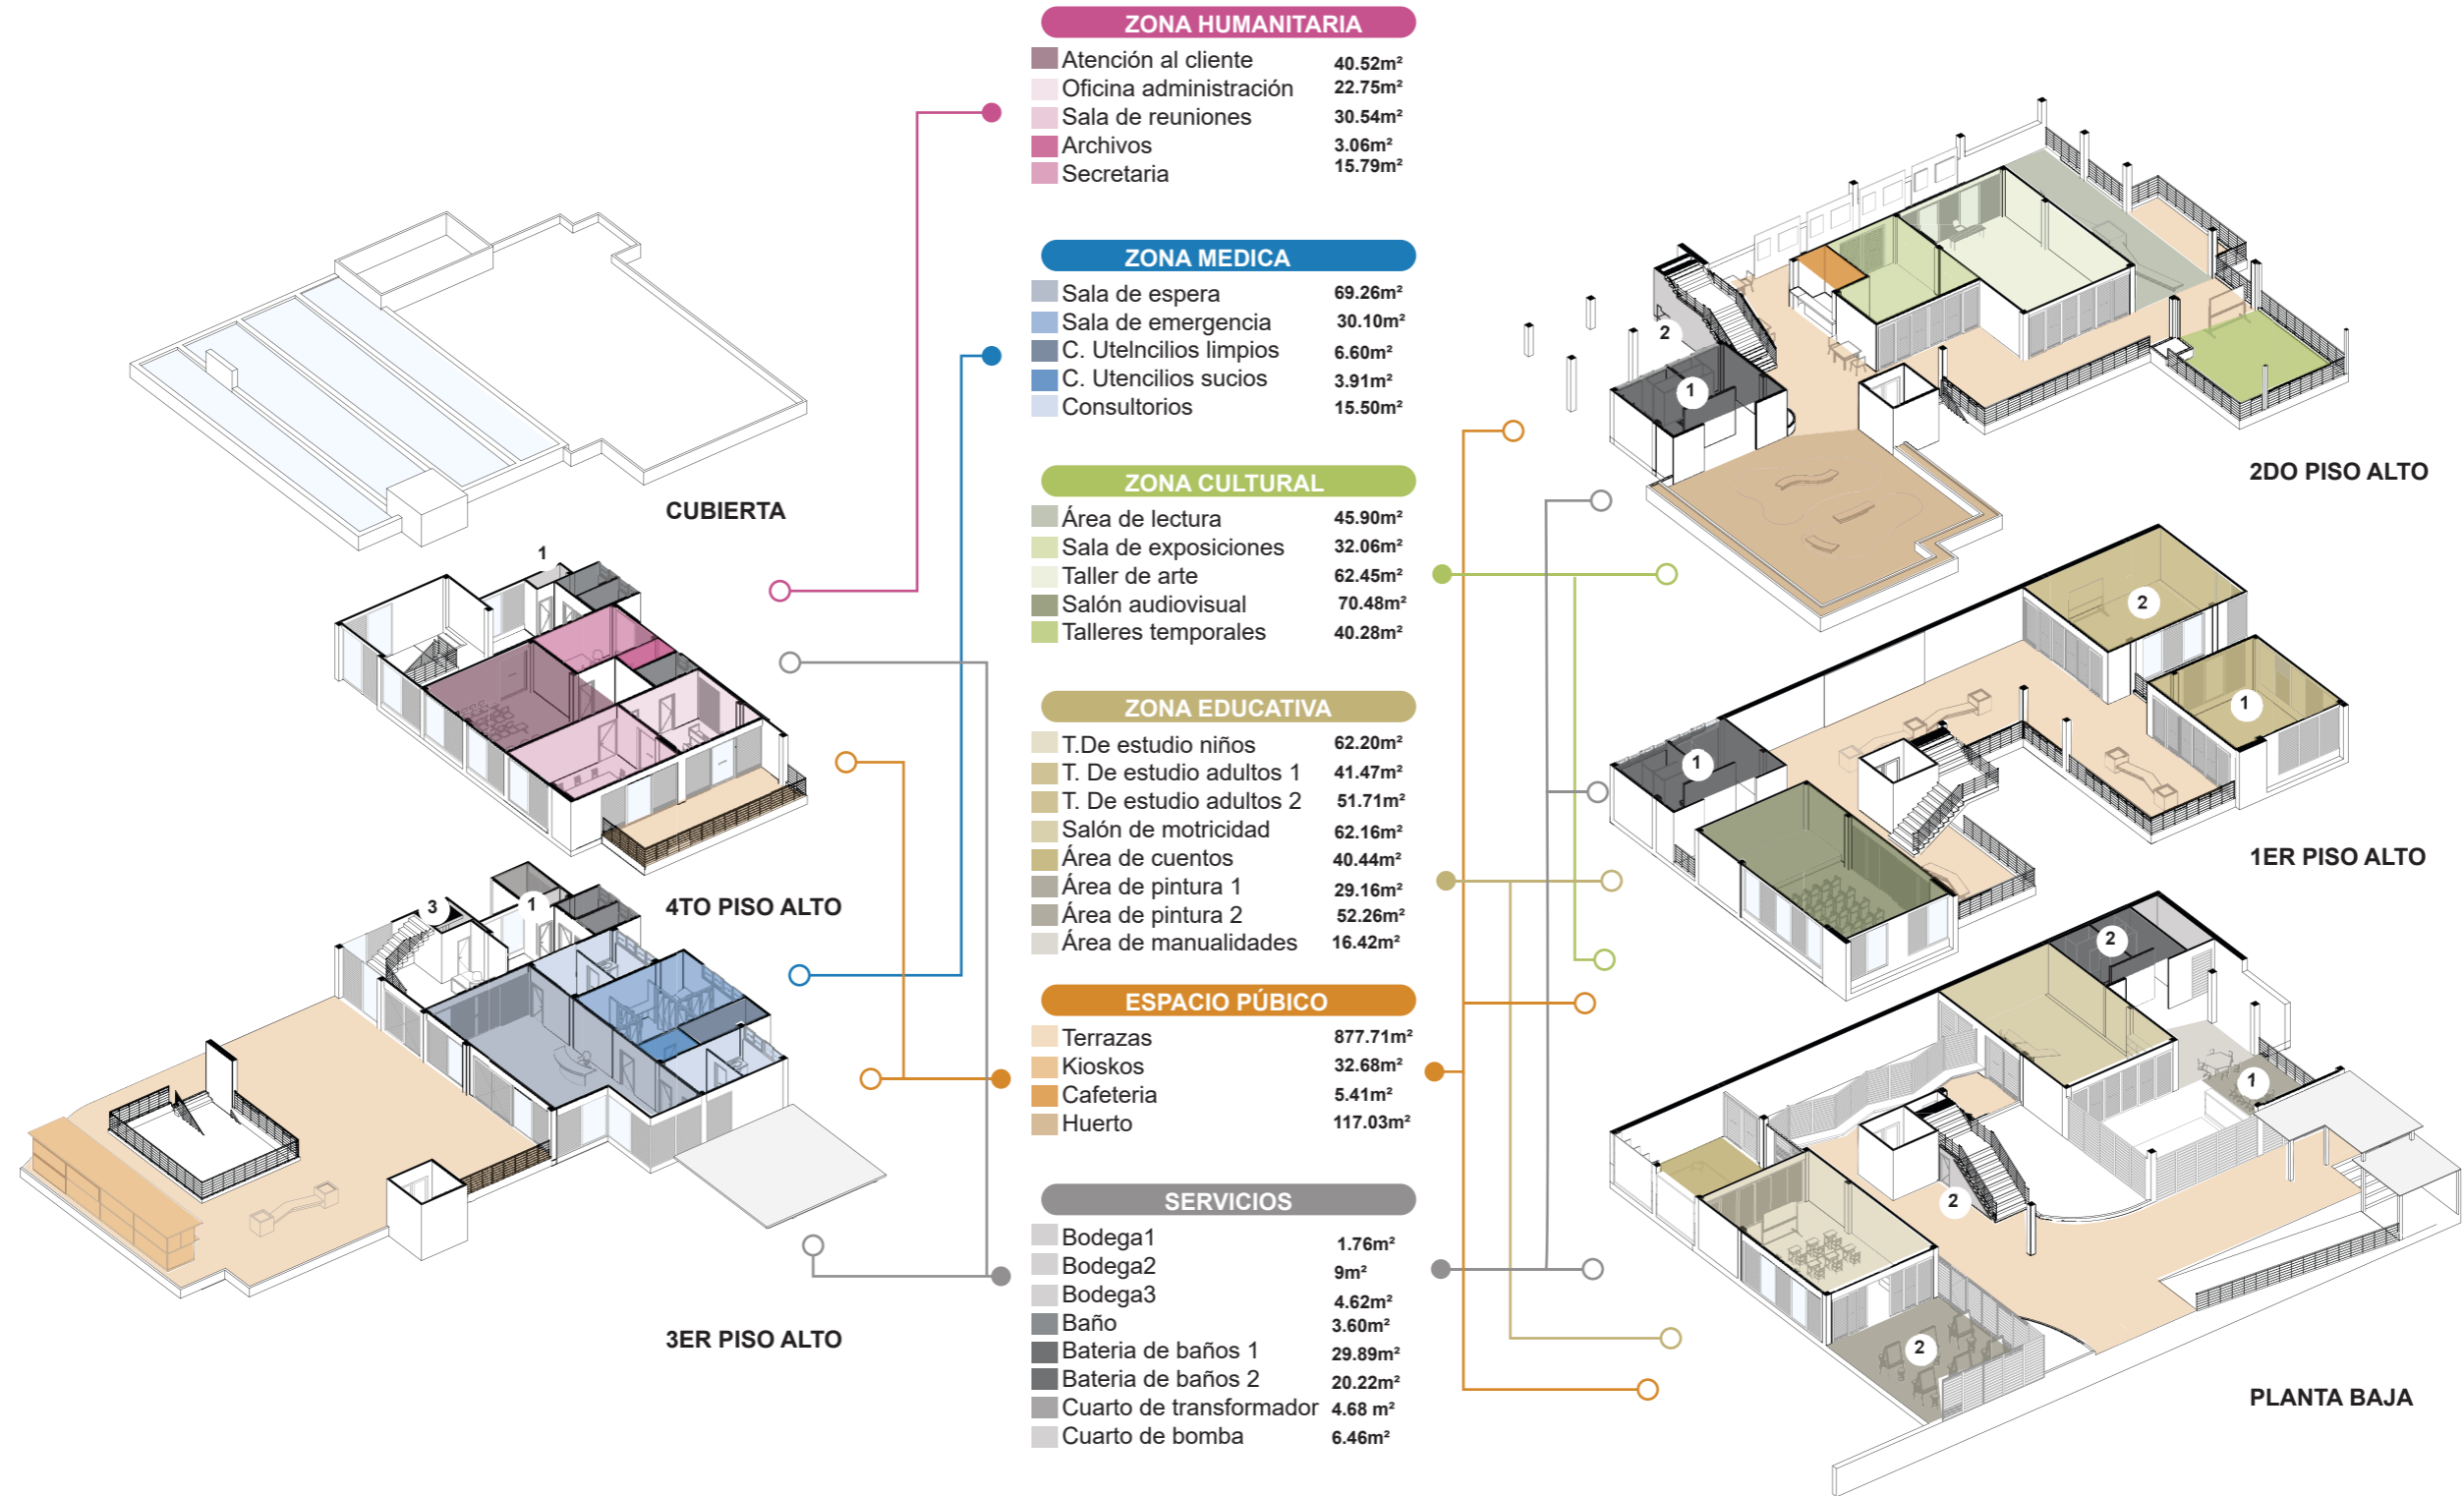 ZONA HUMANITARIA
Atención al cliente 40.52m²
Oficina administración 22.75m²
Sala de reuniones 30.54m²
Archivos 3.06m²
Secretaria 15.79m²
ZONA MEDICA
Sala de espera 69.26m²
Sala de emergencia 30.10m²
C. Utelncilios limpios 6.60m²
C. Utencilios sucios 3.91m²
Consultorios 15.50m²
ZONA CULTURAL
Área de lectura 45.90m²
Sala de exposiciones 32.06m²
Taller de arte 62.45m²
Salón audiovisual 70.48m²
Talleres temporales 40.28m²
ZONA EDUCATIVA
T.De estudio niños 62.20m²
T. De estudio adultos 1 41.47m²
T. De estudio adultos 2 51.71m²
Salón de motricidad 62.16m²
Área de cuentos 40.44m²
Área de pintura 1 29.16m²
Área de pintura 2 52.26m²
Área de manualidades 16.42m²
ESPACIO PÚBICO
Terrazas 877.71m²
Kioskos 32.68m²
Cafeteria 5.41m²
Huerto 117.03m²
SERVICIOS
Bodega1 1.76m²
Bodega2 9m²
Bodega3 4.62m²
Baño 3.60m²
Bateria de baños 1 29.89m²
Bateria de baños 2 20.22m²
Cuarto de transformador 4.68 m²
Cuarto de bomba 6.46m²
CUBIERTA
1
4TO PISO ALTO
3
1
3ER PISO ALTO
2
1
2DO PISO ALTO
2
1
1
1ER PISO ALTO
2
1
2
2
PLANTA BAJA